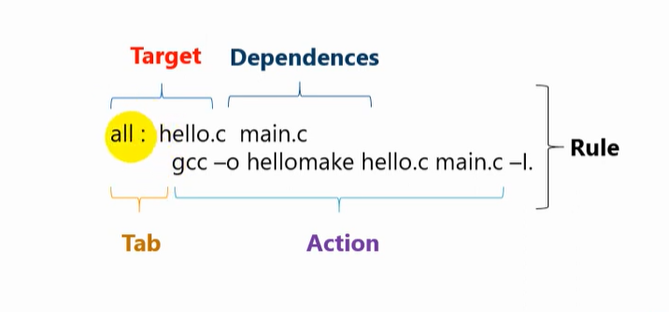 Target Dependences
all : hello.c main.c
gcc –o hellomake hello.c main.c –I.
Rule
Tab Action